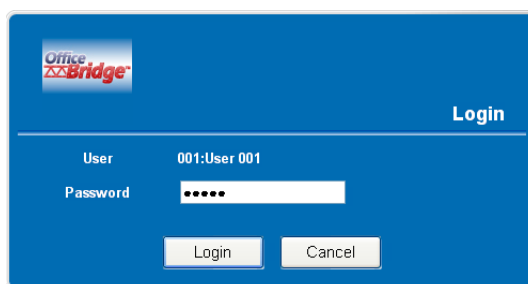 Office
Bridge
Login
User 001:User 001
Password •••••
Login Cancel